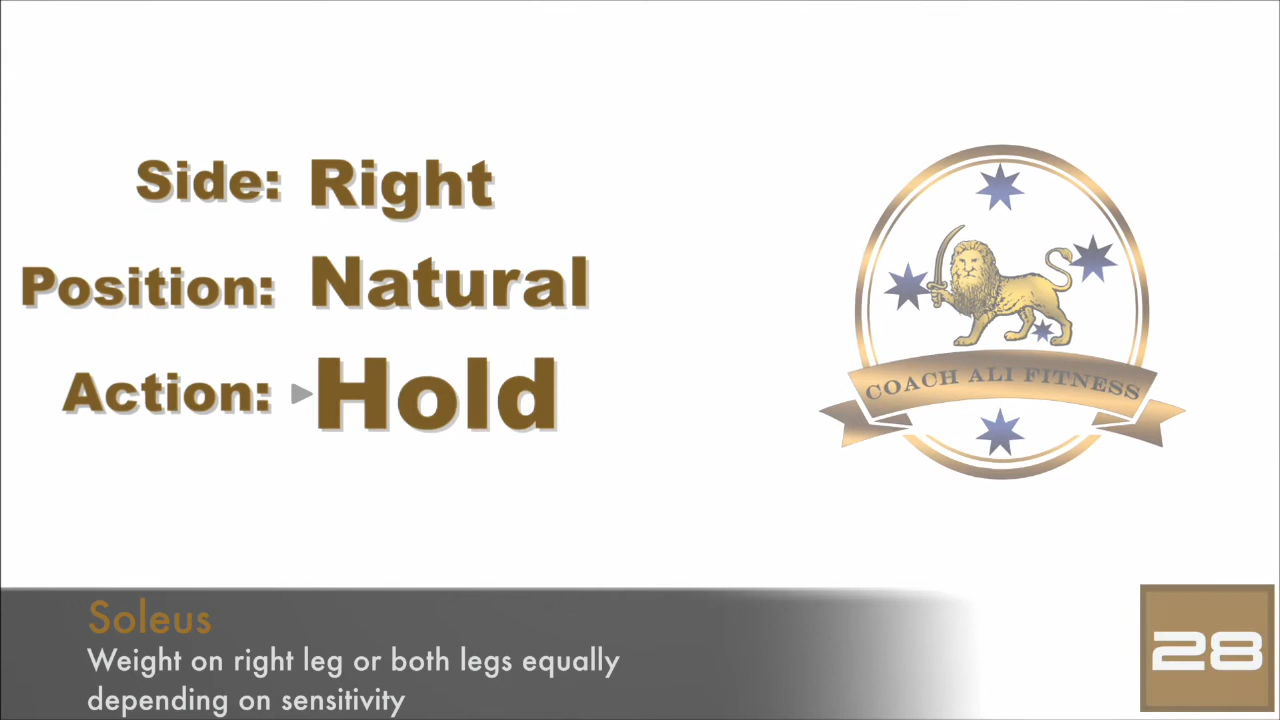 Side: Right
Position: Natural
Action: Hold
COACH ALI FITNESS
Soleus
Weight on right leg or both legs equally
depending on sensitivity
28